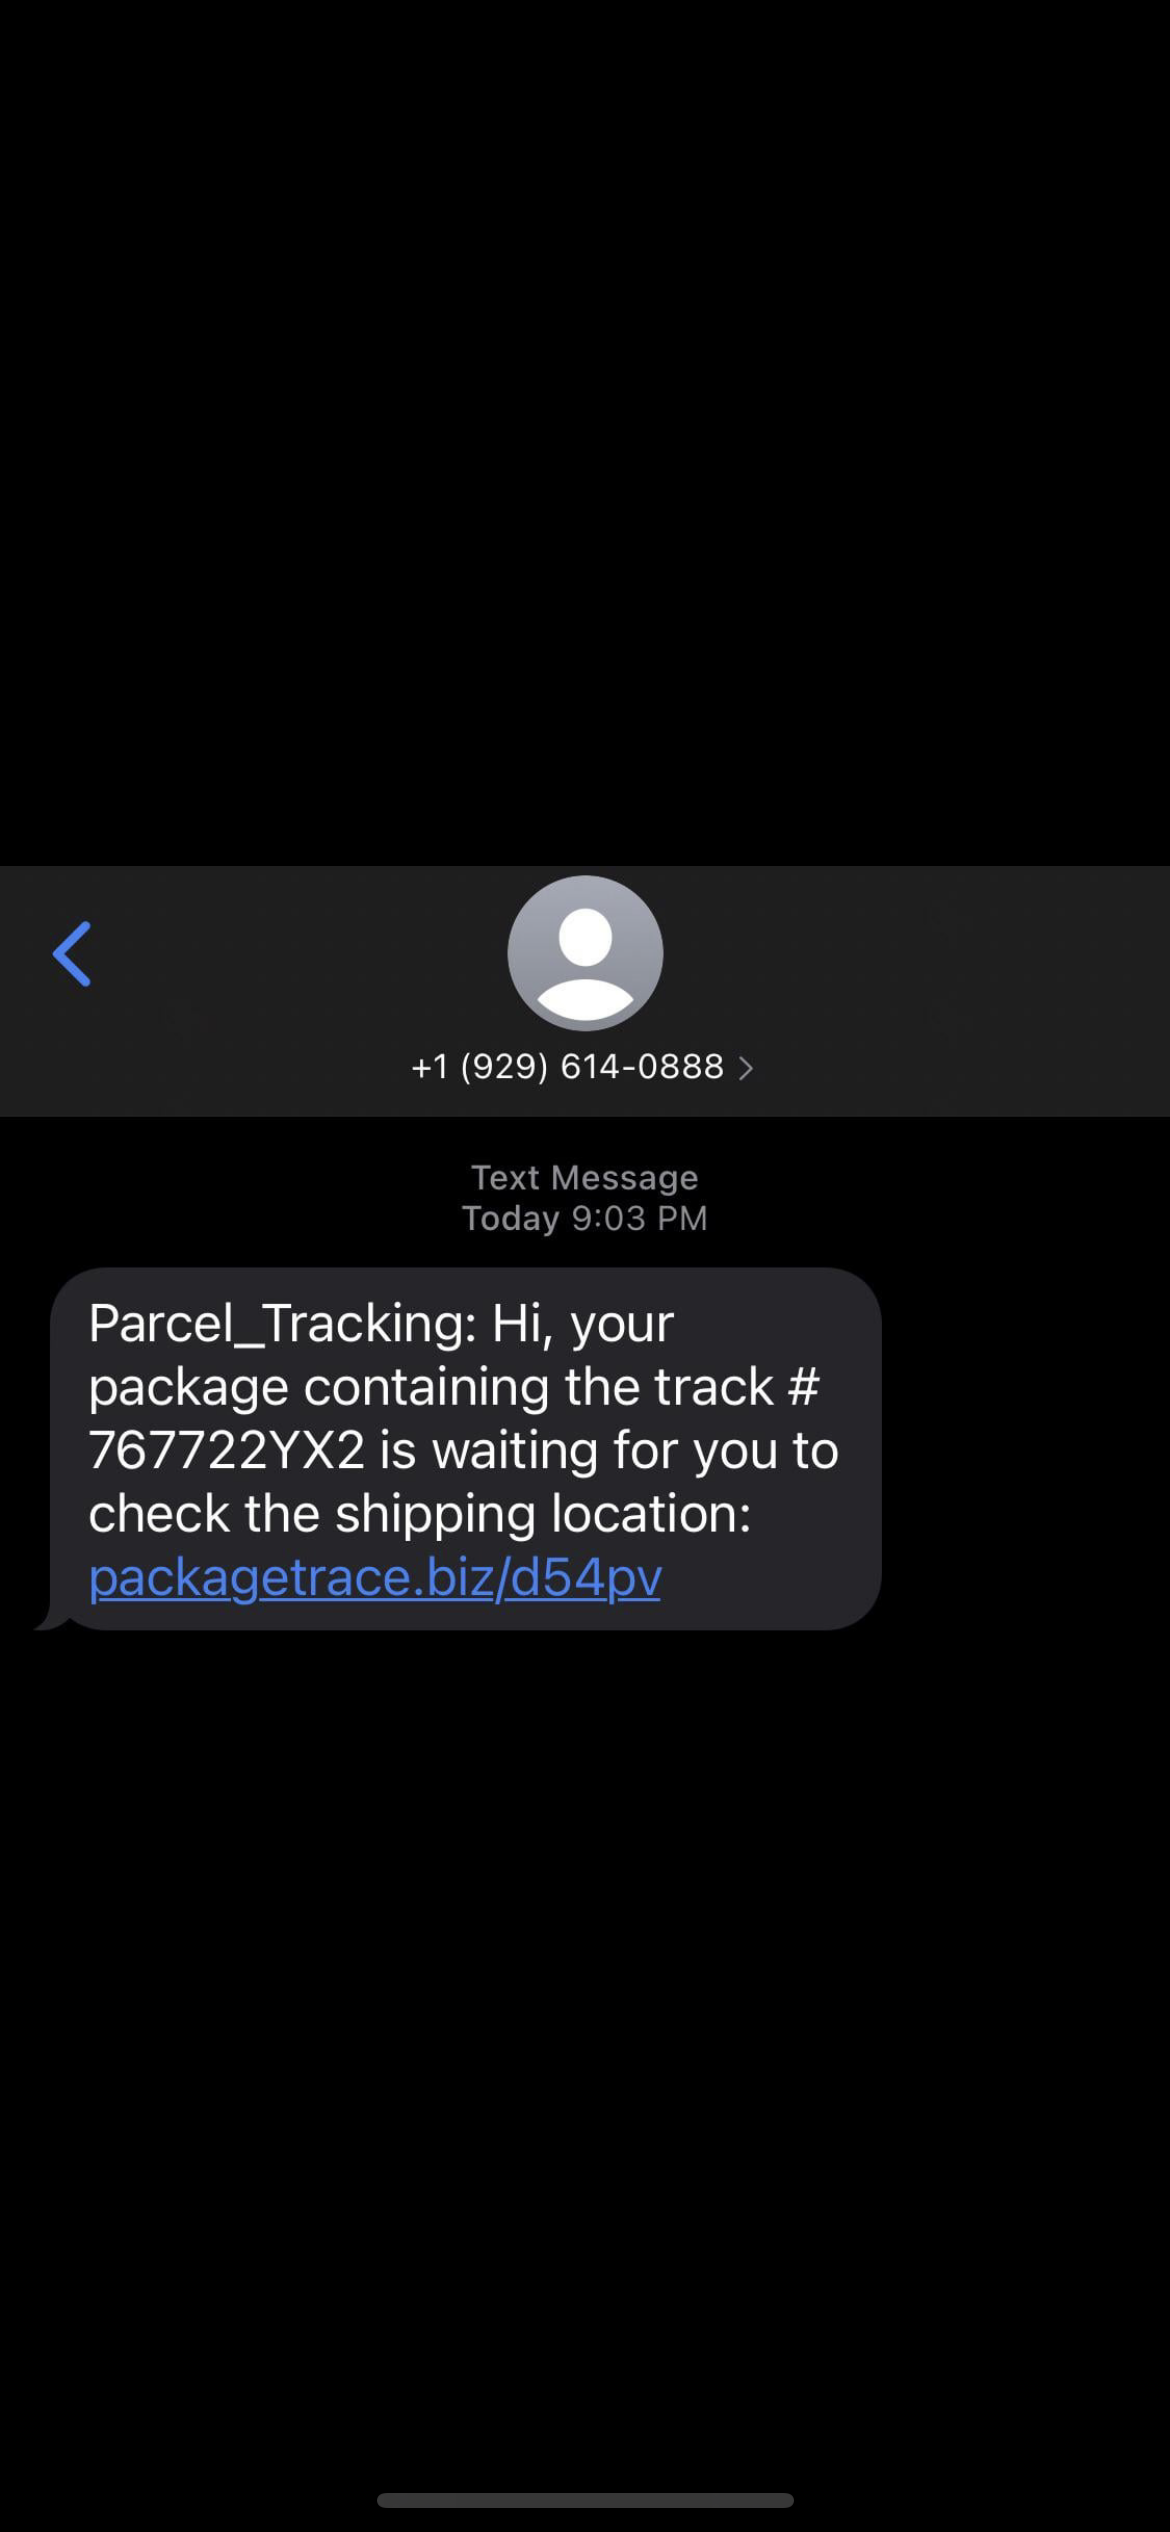 +1 (929) 614-0888 >
Text Message
Today 9:03 PM
Parcel_Tracking: Hi, your
package containing the track #
767722YX2 is waiting for you to
check the shipping location:
packagetrace.biz/d54pv